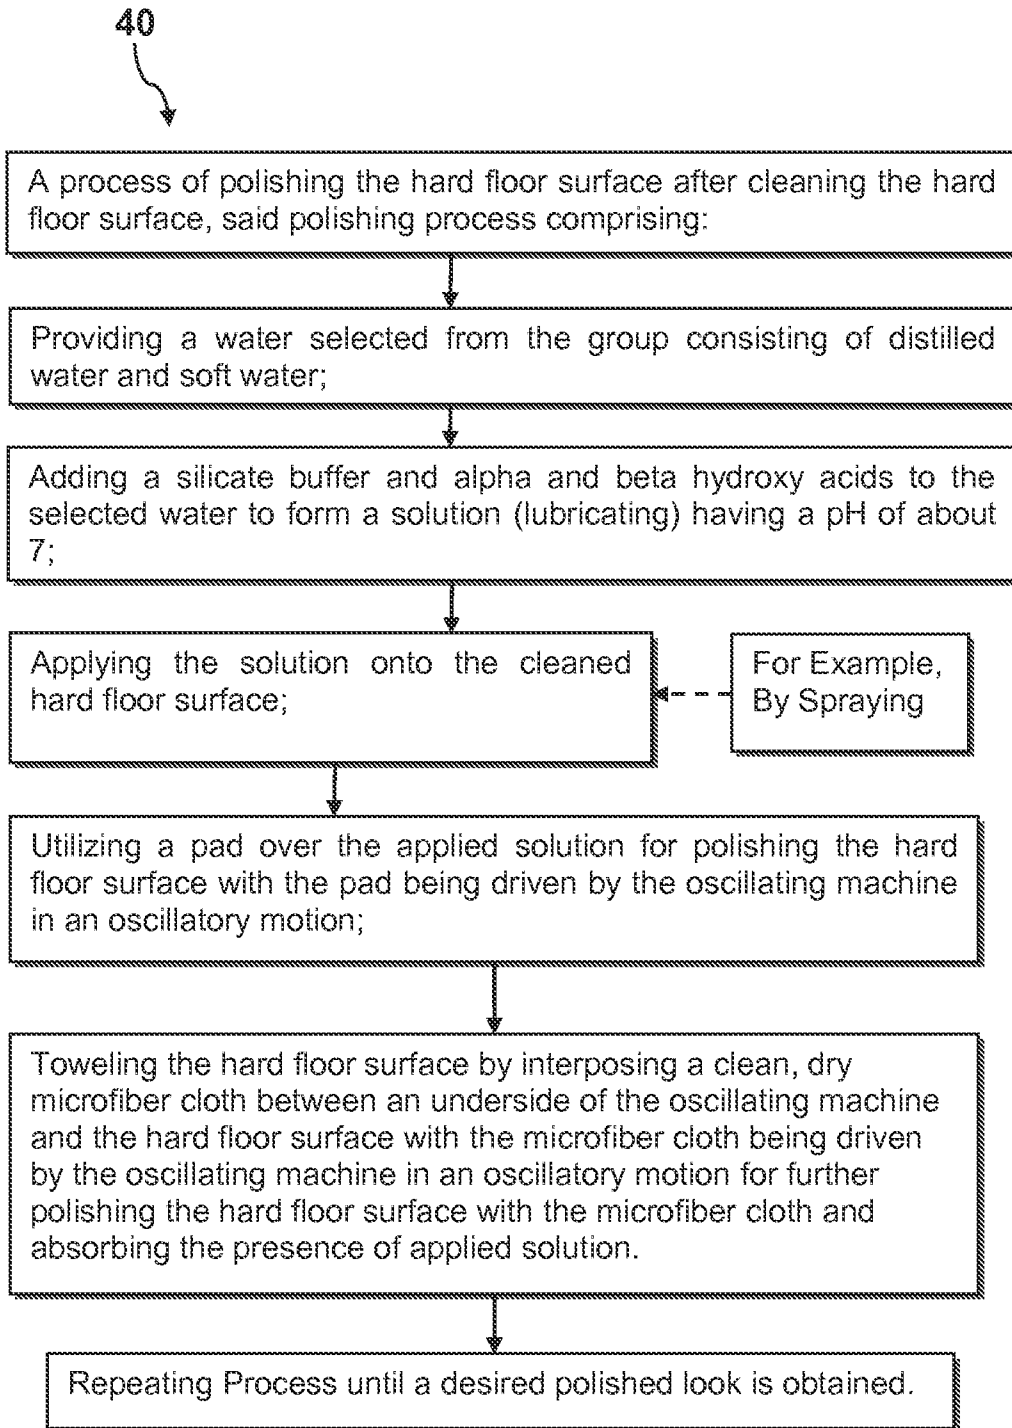 40
A process of polishing the hard floor surface after cleaning the hard
floor surface, said polishing process comprising:
Providing a water selected from the group consisting of distilled
water and soft water;
Adding a silicate buffer and alpha and beta hydroxy acids to the
selected water to form a solution (lubricating) having a pH of about
7;
Applying the solution onto the cleaned
hard floor surface;
For Example,
By Spraying
Utilizing a pad over the applied solution for polishing the hard
floor surface with the pad being driven by the oscillating machine
in an oscillatory motion;
Toweling the hard floor surface by interposing a clean, dry
microfiber cloth between an underside of the oscillating machine
and the hard floor surface with the microfiber cloth being driven
by the oscillating machine in an oscillatory motion for further
polishing the hard floor surface with the microfiber cloth and
absorbing the presence of applied solution.
Repeating Process until a desired polished look is obtained.